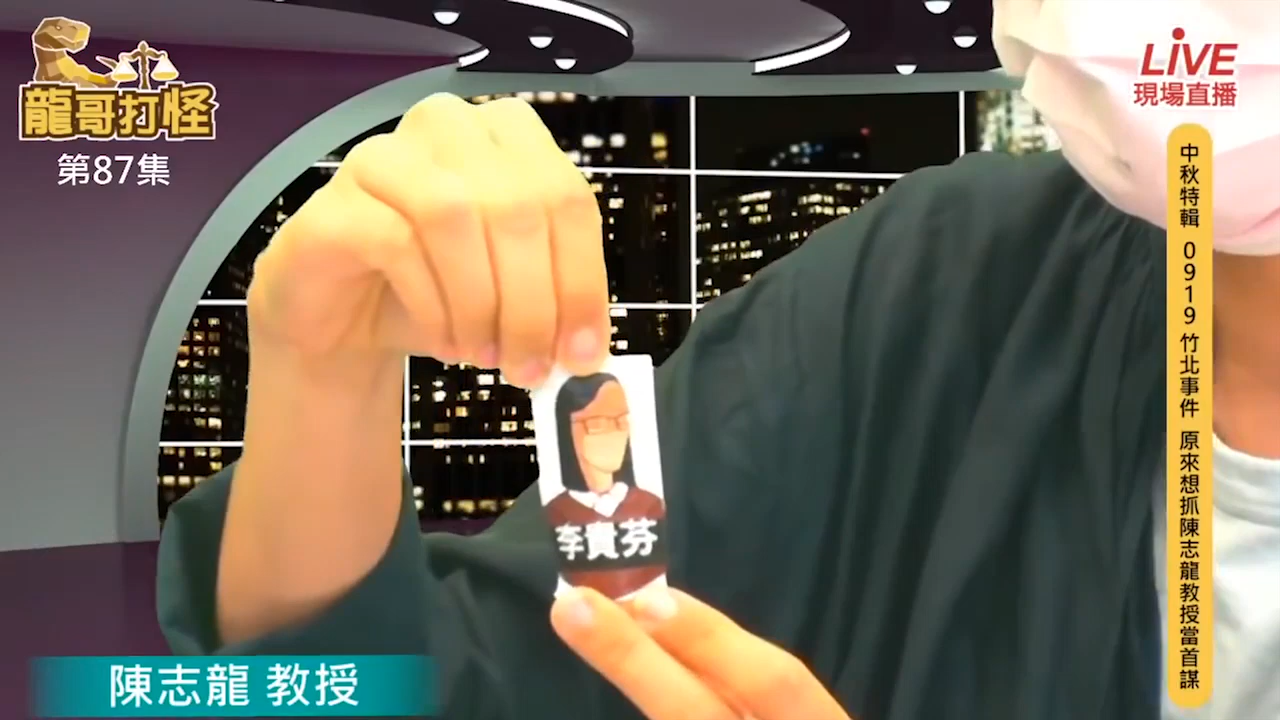 龍哥打怪
第87集
LIVE
現場直播
中秋特輯 0919 竹北事件 原來想抓陳志龍教授當首謀
李貴芬
陳志龍 教授